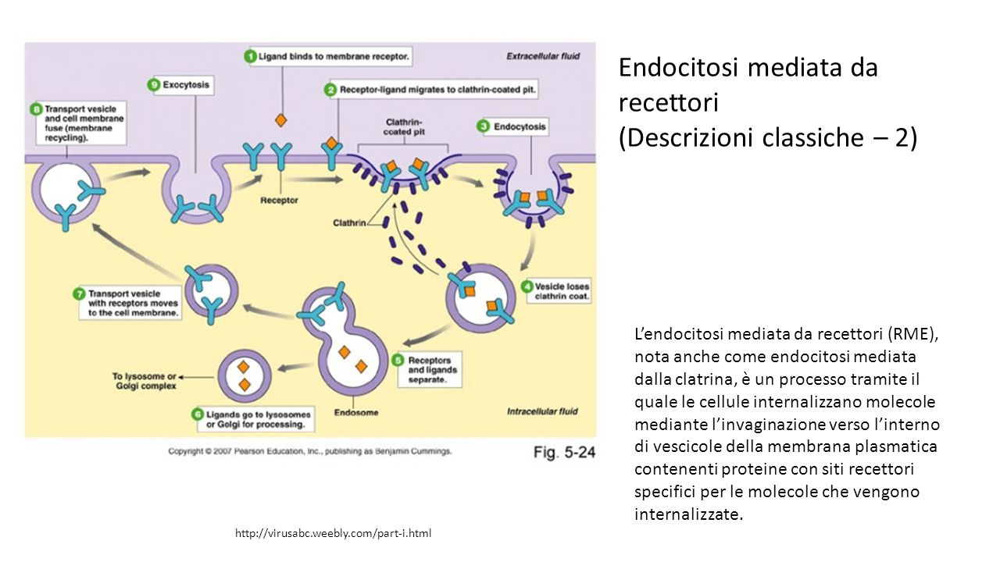 Endocitosi mediata da
recettori
(Descrizioni classiche – 2)
1 Ligand binds to membrane receptor.
Extracellular fluid
9 Exocytosis
2 Receptor-ligand migrates to clathrin-coated pit.
8 Transport vesicle
and cell membrane
fuse (membrane
recycling).
Clathrin-
coated pit
3 Endocytosis
Receptor
Clathrin
4 Vesicle loses
clathrin coat.
7 Transport vesicle
with receptors moves
to the cell membrane.
5 Receptors
and ligands
separate.
To lysosome or
Golgi complex
6 Ligands go to lysosomes
or Golgi for processing.
Endosome
Intracellular fluid
Copyright © 2007 Pearson Education, Inc., publishing as Benjamin Cummings.
Fig. 5-24
L’endocitosi mediata da recettori (RME),
nota anche come endocitosi mediata
dalla clatrina, è un processo tramite il
quale le cellule internalizzano molecole
mediante l’invaginazione verso l’interno
di vescicole della membrana plasmatica
contenenti proteine con siti recettori
specifici per le molecole che vengono
internalizzate.
http://virusabc.weebly.com/part-i.html